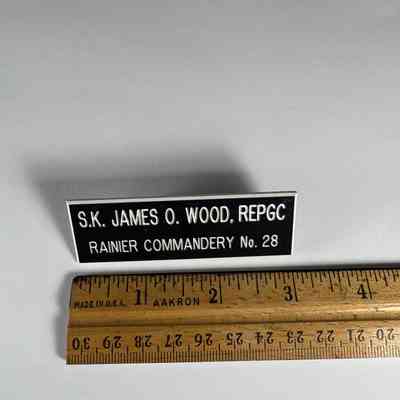 S.K. JAMES O. WOOD, REPGC
RAINIER COMMANDERY No. 28
1 2 3 4
MADE IN U.S.A. AAKRON
30 29 28 27 26 25 24 23 22 21 20 19